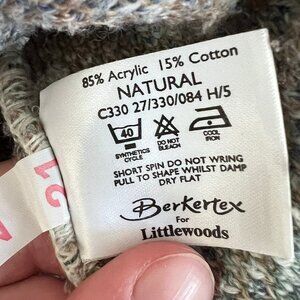 85% Acrylic 15% Cotton
NATURAL
C330 27/330/084 H/5
40
SYNTHETICS CYCLE
DO NOT BLEACH
COOL IRON
SHORT SPIN DO NOT WRING
PULL TO SHAPE WHILST DAMP
DRY FLAT
Berkertex
For
Littlewoods